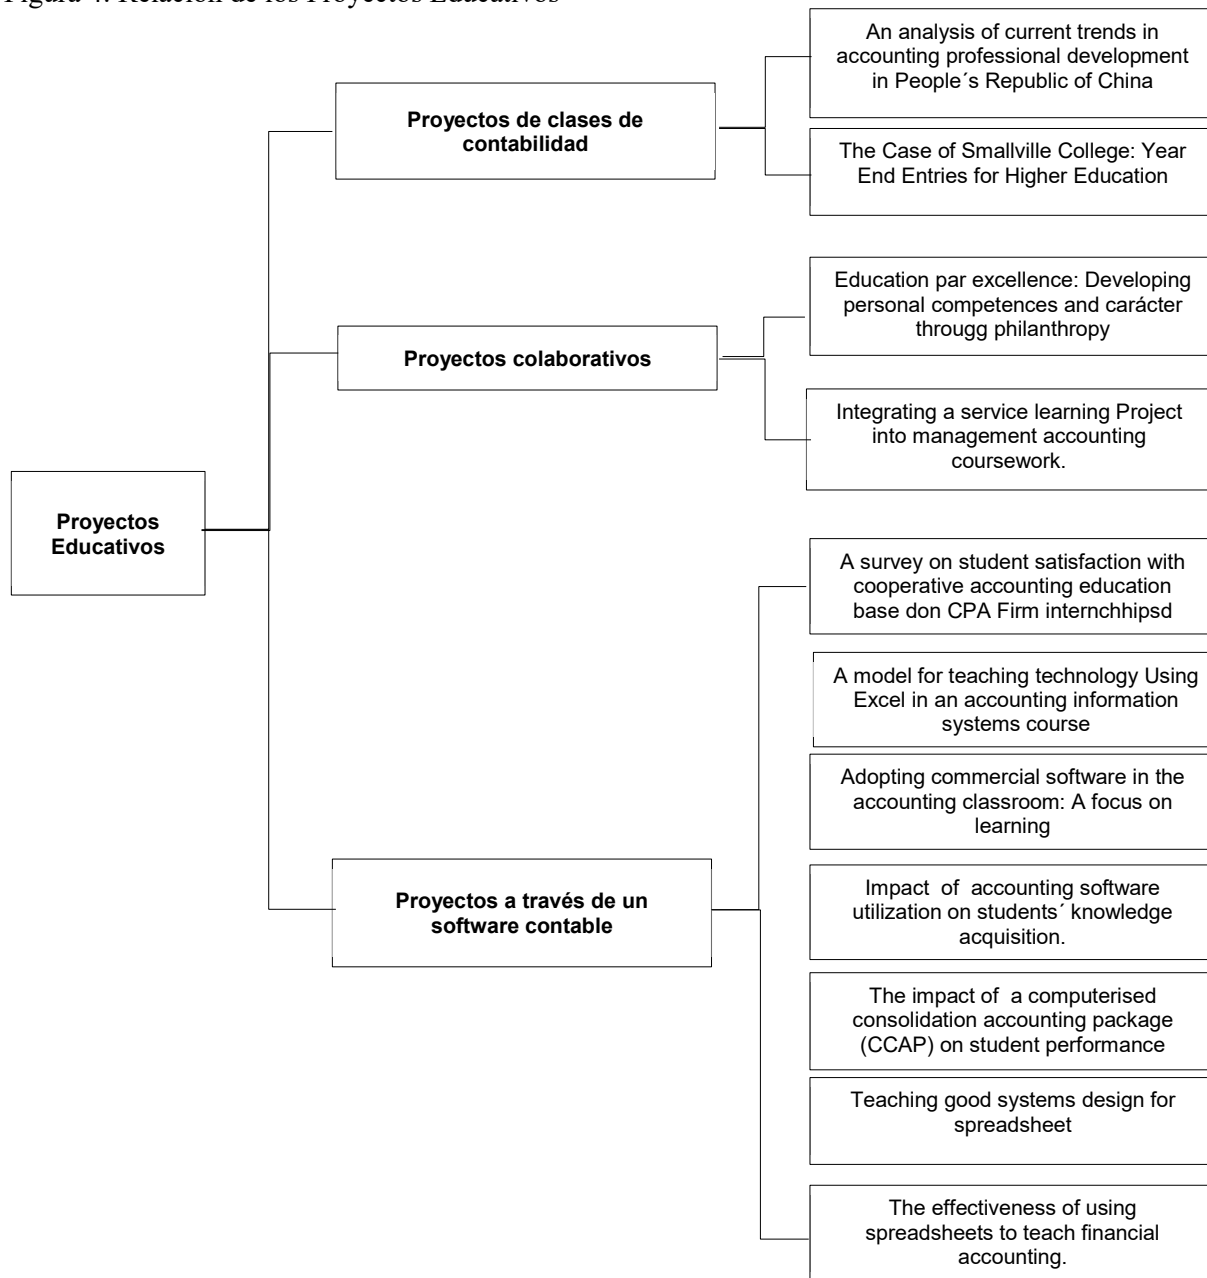 Figura 4. Relación de los Proyectos Educativos
An analysis of current trends in
accounting professional development
in People´s Republic of China
Proyectos de clases de
contabilidad
The Case of Smallville College: Year
End Entries for Higher Education
Education par excellence: Developing
personal competences and carácter
througg philanthropy
Proyectos colaborativos
Integrating a service learning Project
into management accounting
coursework.
Proyectos
Educativos
A survey on student satisfaction with
cooperative accounting education
base don CPA Firm internchhipsd
A model for teaching technology Using
Excel in an accounting information
systems course
Adopting commercial software in the
accounting classroom: A focus on
learning
Proyectos a través de un
software contable
Impact of accounting software
utilization on students´ knowledge
acquisition.
The impact of a computerised
consolidation accounting package
(CCAP) on student performance
Teaching good systems design for
spreadsheet
The effectiveness of using
spreadsheets to teach financial
accounting.